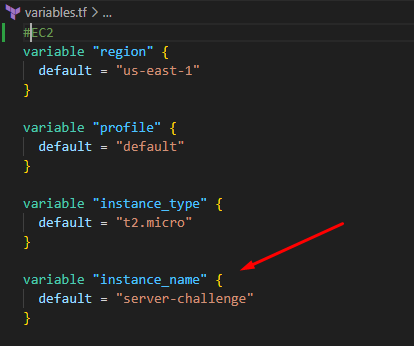 variables.tf > ...
#EC2
variable "region" {
  default = "us-east-1"
}
variable "profile" {
  default = "default"
}
variable "instance_type" {
  default = "t2.micro"
}
variable "instance_name" {
  default = "server-challenge"
}